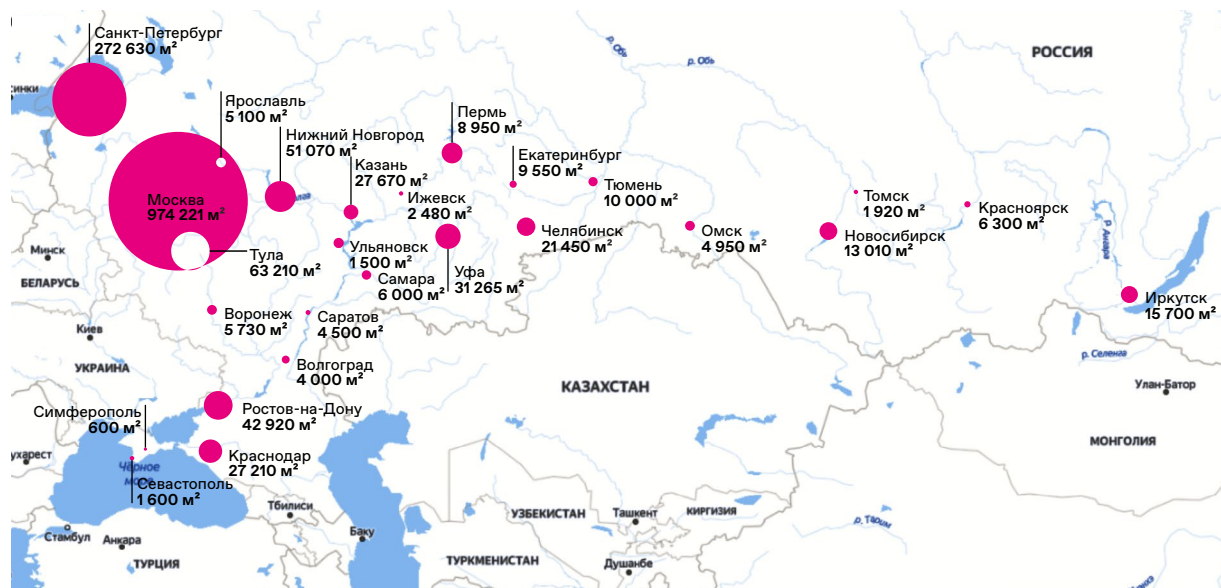 Санкт-Петербург
272 630 м²
р. Обь
р. Обь
РОССИЯ
Ярославль
5 100 м²
Пермь
8 950 м²
Нижний Новгород
51 070 м²
Казань
27 670 м²
Екатеринбург
9 550 м²
Ижевск
2 480 м²
Тюмень
10 000 м²
Томск
1 920 м²
Красноярск
6 300 м²
Москва
974 221 м²
Челябинск
21 450 м²
Омск
4 950 м²
Новосибирск
13 010 м²
р. Ангара
Минск
БЕЛАРУСЬ
Тула
63 210 м²
Ульяновск
1 500 м²
Самара
6 000 м²
Уфа
31 265 м²
Иркутск
15 700 м²
Воронеж
5 730 м²
Саратов
4 500 м²
Киев
УКРАИНА
Волгоград
4 000 м²
р. Селенга
КАЗАХСТАН
Улан-Батор
Симферополь
600 м²
Ростов-на-Дону
42 920 м²
МОНГОЛИЯ
Краснодар
27 210 м²
Чёрное
море
Севастополь
1 600 м²
Тбилиси
УЗБЕКИСТАН
Ташкент
КИРГИЗИЯ
р. Тарим
Стамбул
Анкара
Баку
ТУРЦИЯ
ТУРКМЕНИСТАН
Душанбе